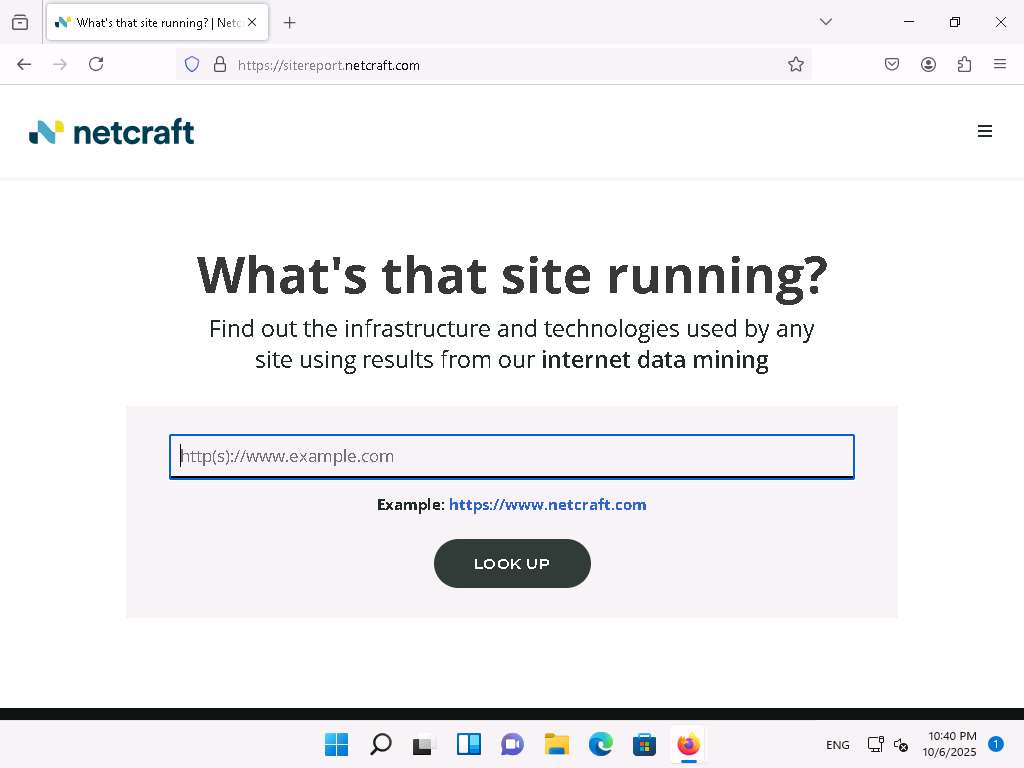 What's that site running? | Netc
https://sitereport.netcraft.com
netcraft
What's that site running?
Find out the infrastructure and technologies used by any
site using results from our internet data mining
http(s)://www.example.com
Example: https://www.netcraft.com
LOOK UP
ENG
10:40 PM
10/6/2025
1